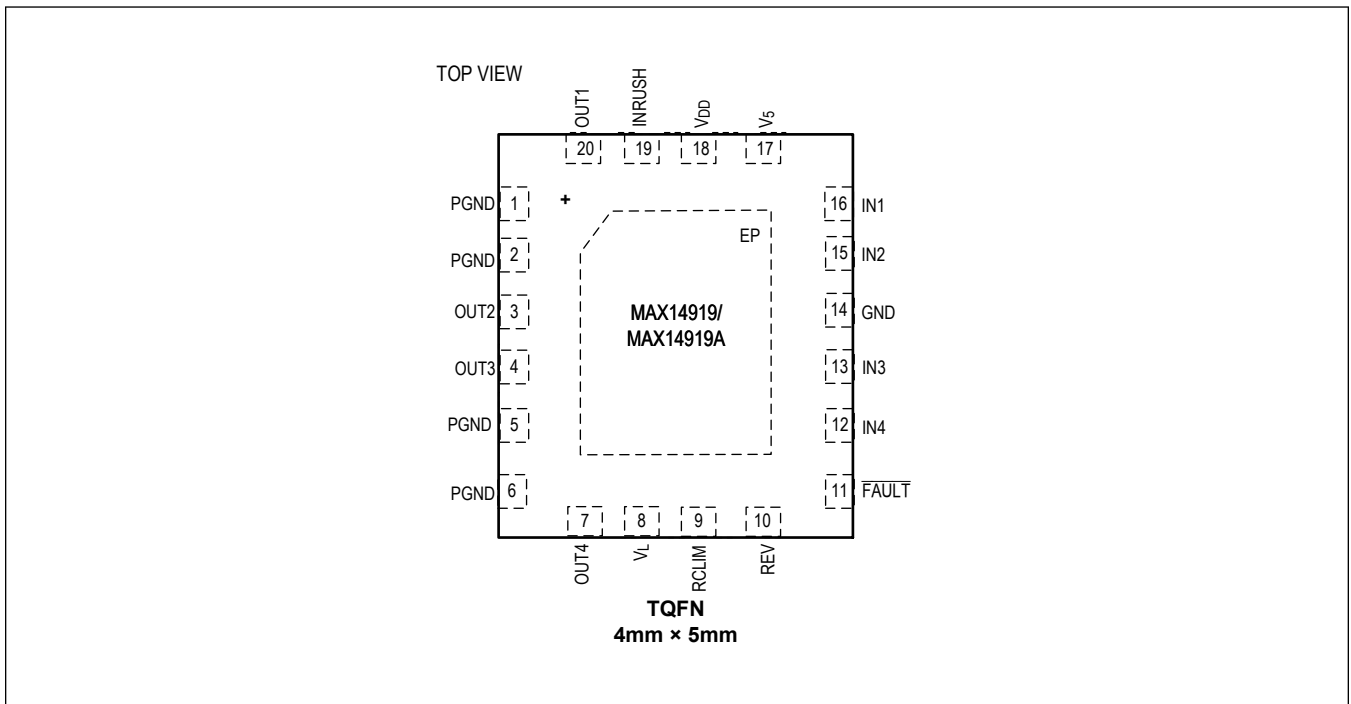 TOP VIEW
OUT1
INRUSH
VDD
V5
20
19
18
17
PGND 1
+
16 IN1
EP
PGND 2
15 IN2
OUT2 3
MAX14919/
MAX14919A
14 GND
OUT3 4
13 IN3
PGND 5
12 IN4
PGND 6
11 FAULT
7
8
9
10
OUT4
VL
RCLIM
REV
TQFN
4mm × 5mm